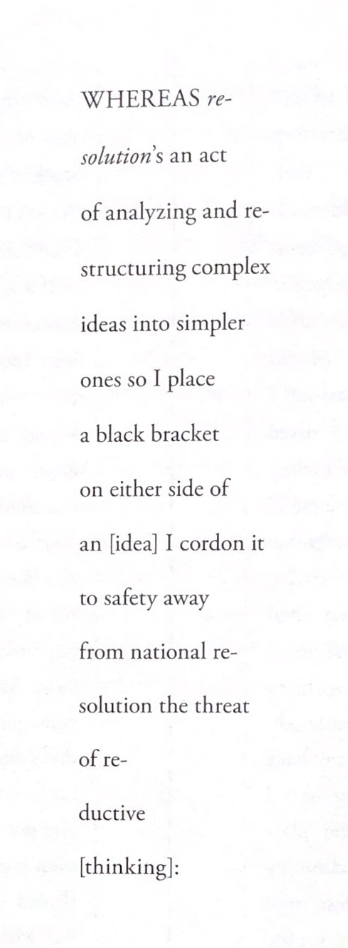 WHEREAS re-
solution's an act
of analyzing and re-
structuring complex
ideas into simpler
ones so I place
a black bracket
on either side of
an [idea] I cordon it
to safety away
from national re-
solution the threat
of re-
ductive
[thinking]: